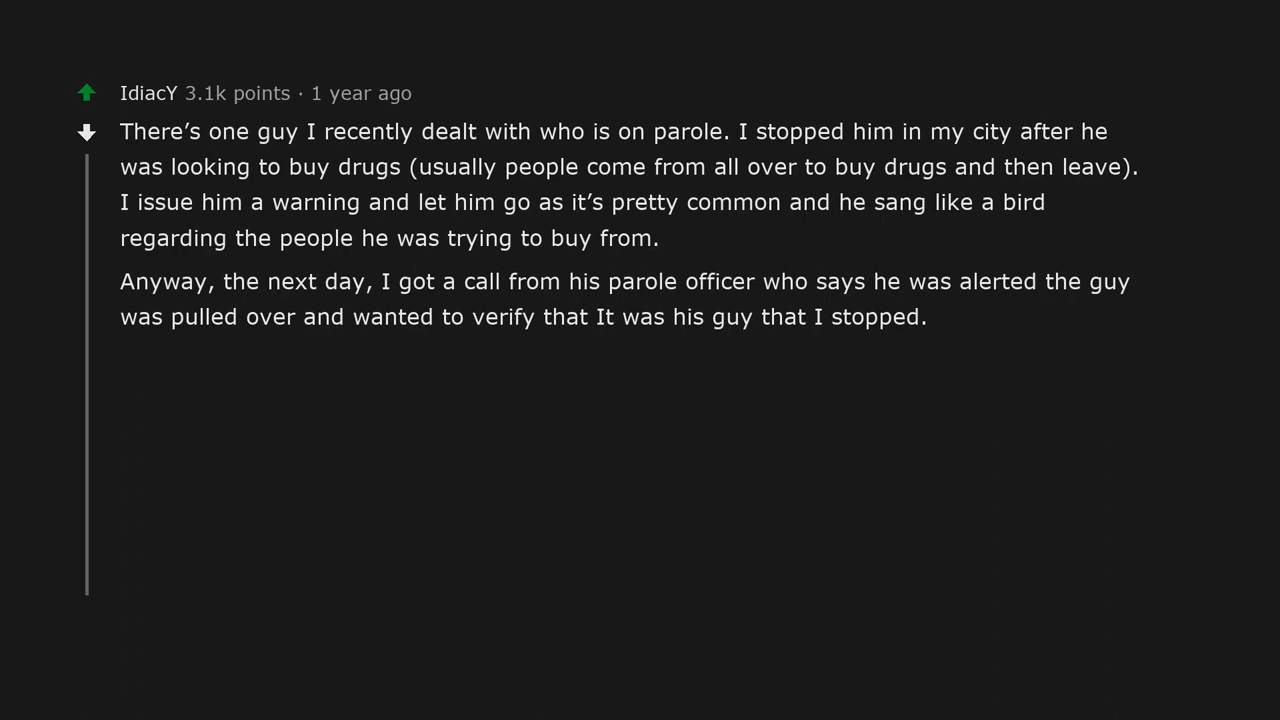 IdiacY 3.1k points · 1 year ago
There’s one guy I recently dealt with who is on parole. I stopped him in my city after he
was looking to buy drugs (usually people come from all over to buy drugs and then leave).
I issue him a warning and let him go as it’s pretty common and he sang like a bird
regarding the people he was trying to buy from.
Anyway, the next day, I got a call from his parole officer who says he was alerted the guy
was pulled over and wanted to verify that It was his guy that I stopped.